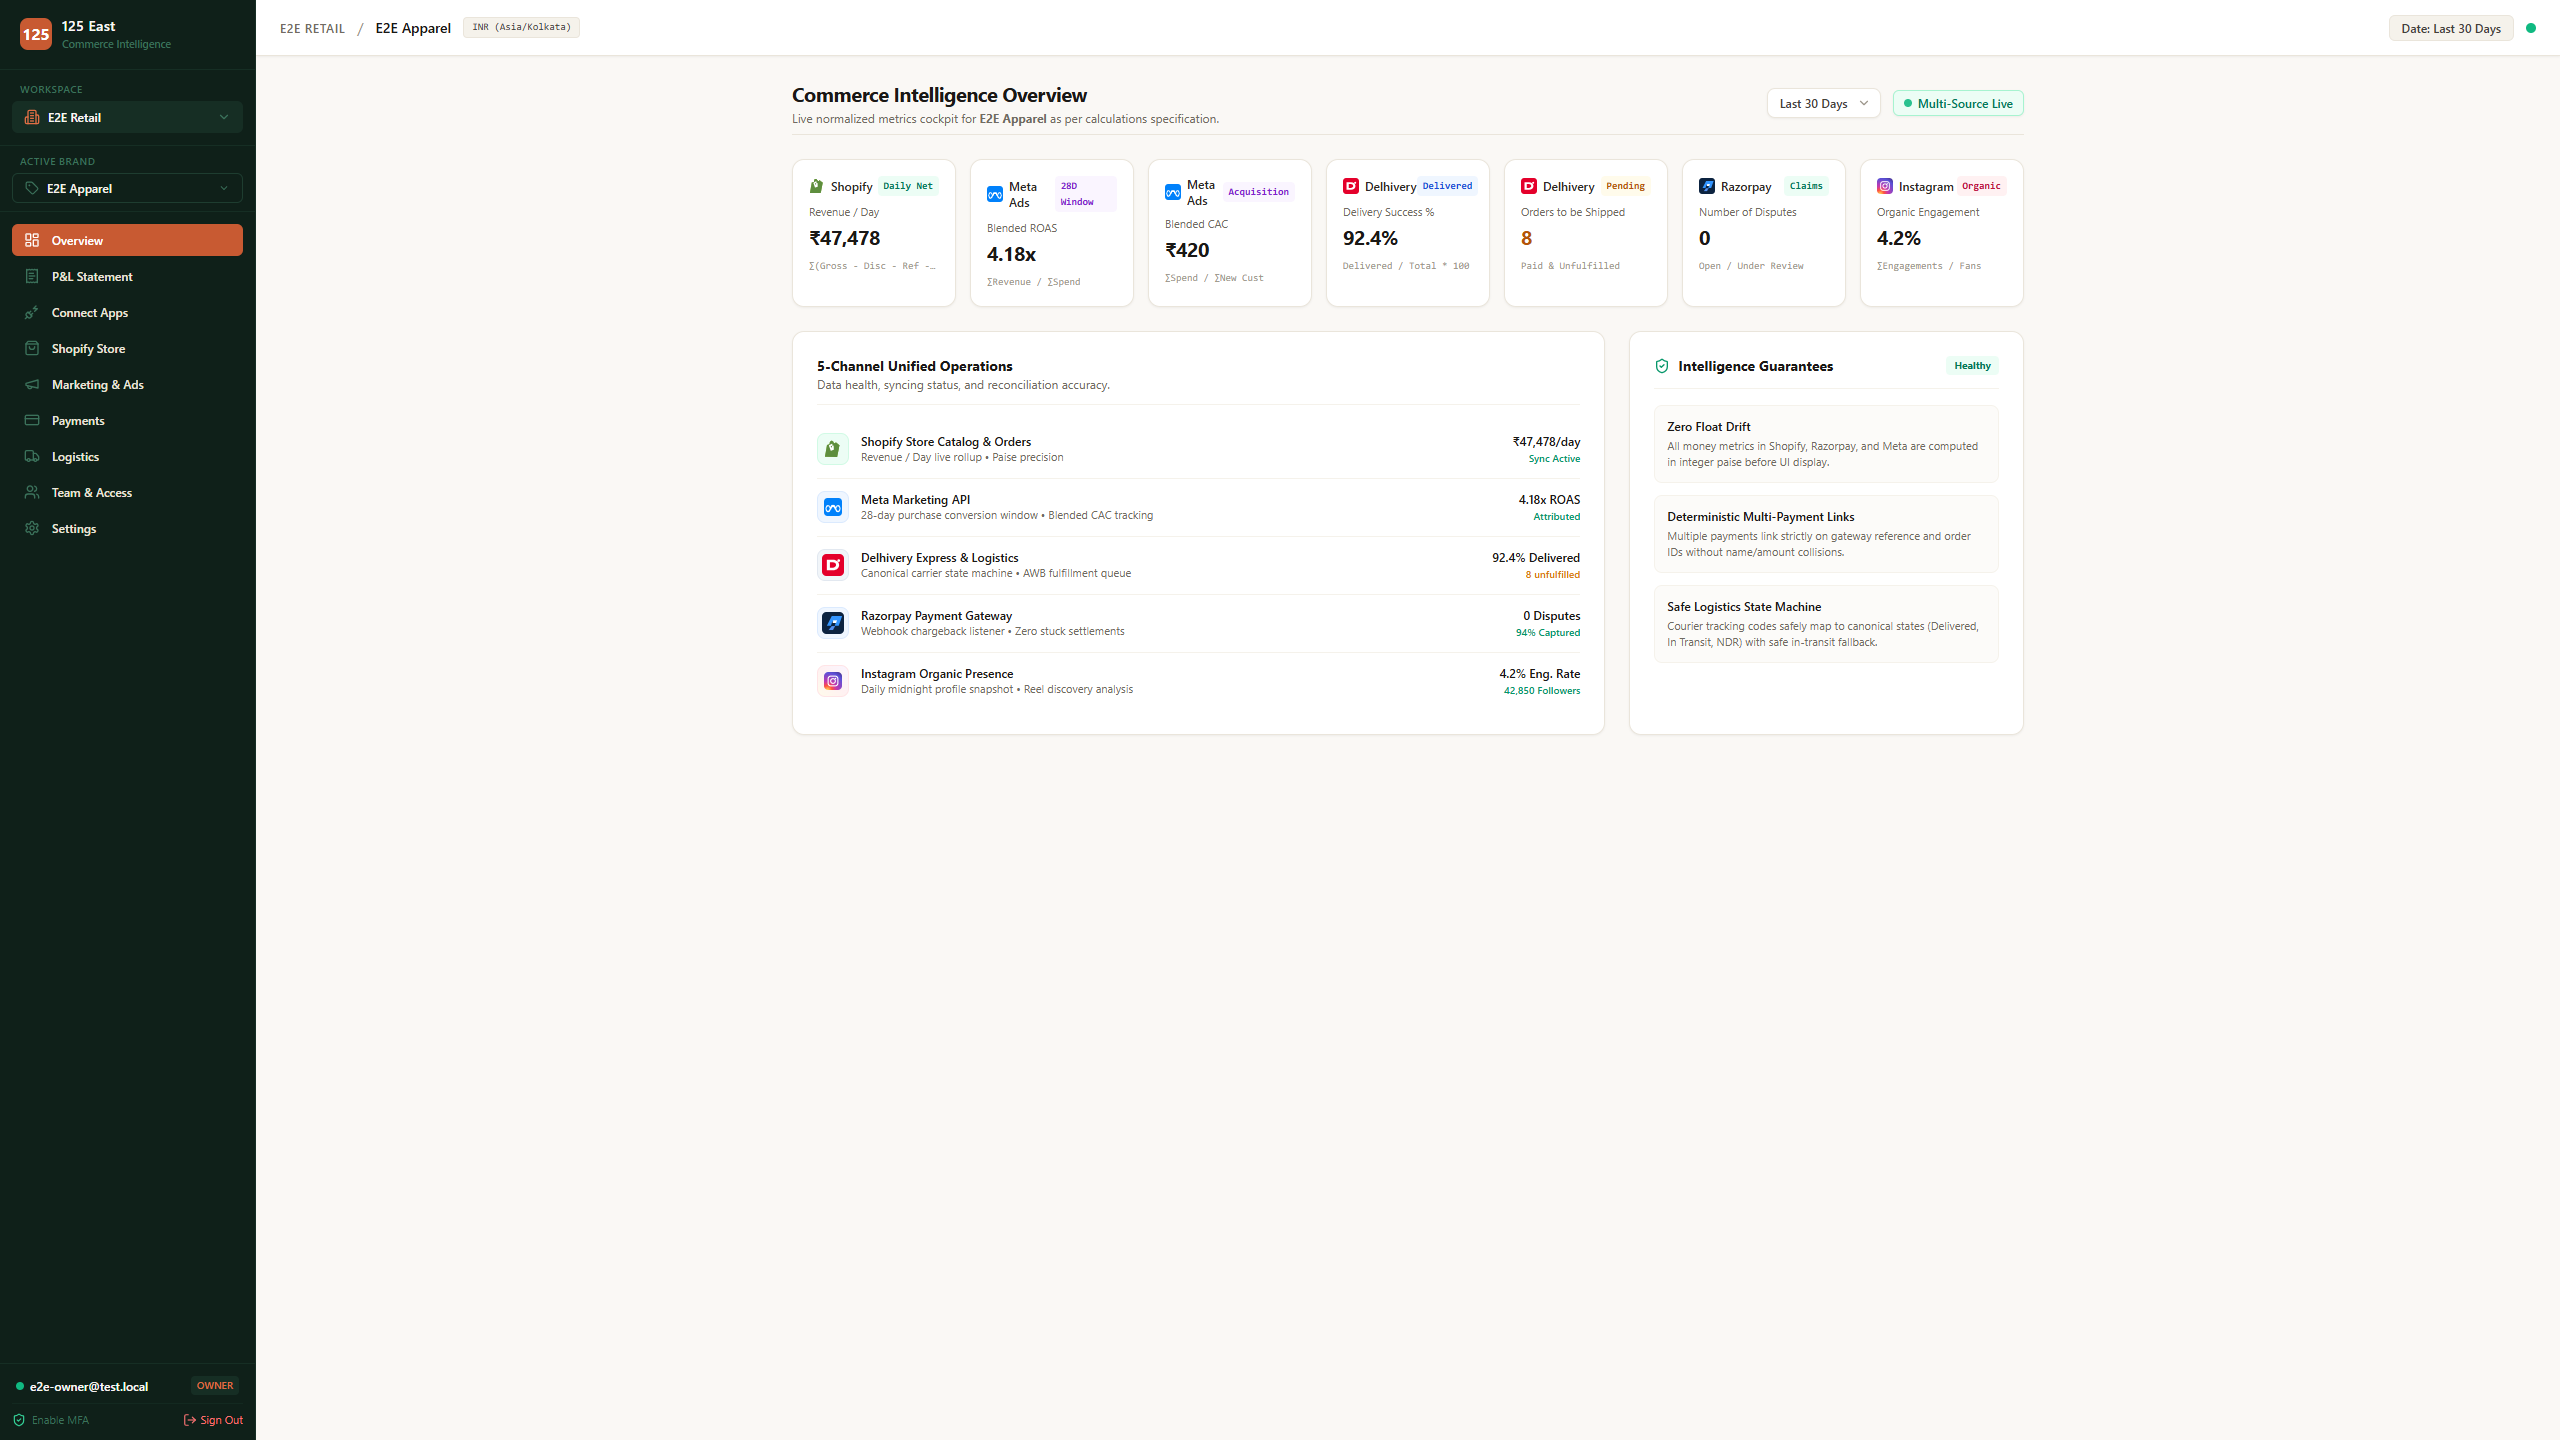 125
125 East
Commerce Intelligence
WORKSPACE
E2E Retail
ACTIVE BRAND
E2E Apparel
Overview
P&L Statement
Connect Apps
Shopify Store
Marketing & Ads
Payments
Logistics
Team & Access
Settings
e2e-owner@test.local
OWNER
Enable MFA
Sign Out
E2E RETAIL / E2E Apparel INR (Asia/Kolkata)
Date: Last 30 Days
Commerce Intelligence Overview
Live normalized metrics cockpit for E2E Apparel as per calculations specification.
Last 30 Days
Multi-Source Live
Shopify Daily Net
Revenue / Day
₹47,478
∑(Gross - Disc - Ref -…
Meta Ads
28D Window
Blended ROAS
4.18x
∑Revenue / ∑Spend
Meta Ads
Acquisition
Blended CAC
₹420
∑Spend / ∑New Cust
Delhivery Delivered
Delivery Success %
92.4%
Delivered / Total * 100
Delhivery Pending
Orders to be Shipped
8
Paid & Unfulfilled
Razorpay Claims
Number of Disputes
0
Open / Under Review
Instagram Organic
Organic Engagement
4.2%
∑Engagements / Fans
5-Channel Unified Operations
Data health, syncing status, and reconciliation accuracy.
Shopify Store Catalog & Orders
Revenue / Day live rollup • Paise precision
₹47,478/day
Sync Active
Meta Marketing API
28-day purchase conversion window • Blended CAC tracking
4.18x ROAS
Attributed
Delhivery Express & Logistics
Canonical carrier state machine • AWB fulfillment queue
92.4% Delivered
8 unfulfilled
Razorpay Payment Gateway
Webhook chargeback listener • Zero stuck settlements
0 Disputes
94% Captured
Instagram Organic Presence
Daily midnight profile snapshot • Reel discovery analysis
4.2% Eng. Rate
42,850 Followers
Intelligence Guarantees
Healthy
Zero Float Drift
All money metrics in Shopify, Razorpay, and Meta are computed
in integer paise before UI display.
Deterministic Multi-Payment Links
Multiple payments link strictly on gateway reference and order
IDs without name/amount collisions.
Safe Logistics State Machine
Courier tracking codes safely map to canonical states (Delivered,
In Transit, NDR) with safe in-transit fallback.